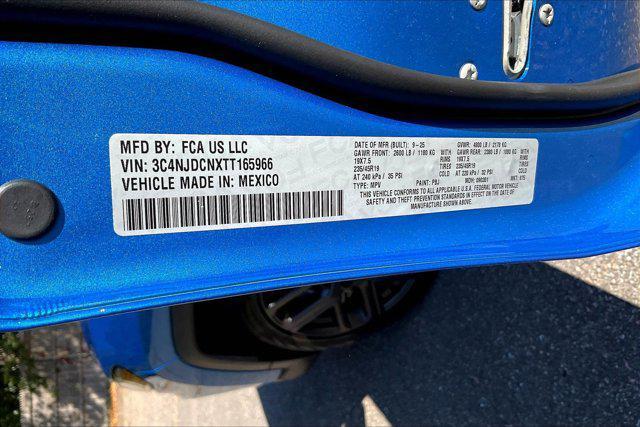 MFD BY: FCA US LLC
VIN: 3C4NJDCNXTT165966
VEHICLE MADE IN: MEXICO
DATE OF MFR (BUILT): 9-25
GAWR FRONT: 2600 LB / 1180 KG
19X7.5
235/45R19
AT 240 kPa / 35 PSI
TYPE: MPV
PAINT: PBJ
GVWR: 4800 LB / 2178 KG
GAWR REAR: 2380 LB / 1080 KG
RIMS
19X7.5
TIRES
235/45R19
COLD
AT 220 kPa / 32 PSI
MKT: 
THIS VEHICLE CONFORMS TO ALL APPLICABLE U.S.A. FEDERAL MOTOR VEHICLE
SAFETY AND THEFT PREVENTION STANDARDS IN EFFECT ON THE DATE OF
MANUFACTURE SHOWN ABOVE.